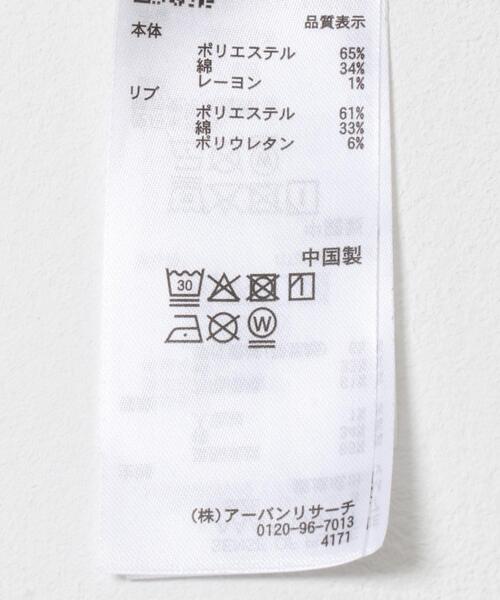 品質表示
本体
ポリエステル 65%
綿 34%
レーヨン 1%
リブ
ポリエステル 61%
綿 33%
ポリウレタン 6%
中国製
30
W
(株)アーバンリサーチ
0120-96-7013
4171